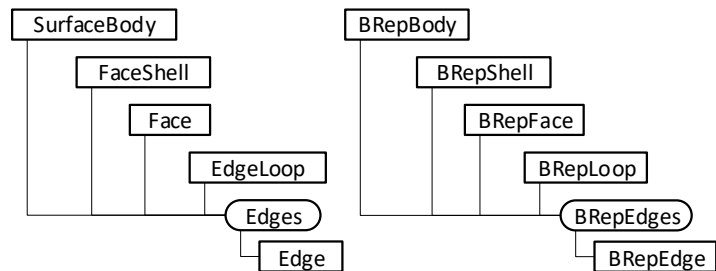 SurfaceBody
FaceShell
Face
EdgeLoop
Edges
Edge
BRepBody
BRepShell
BRepFace
BRepLoop
BRepEdges
BRepEdge